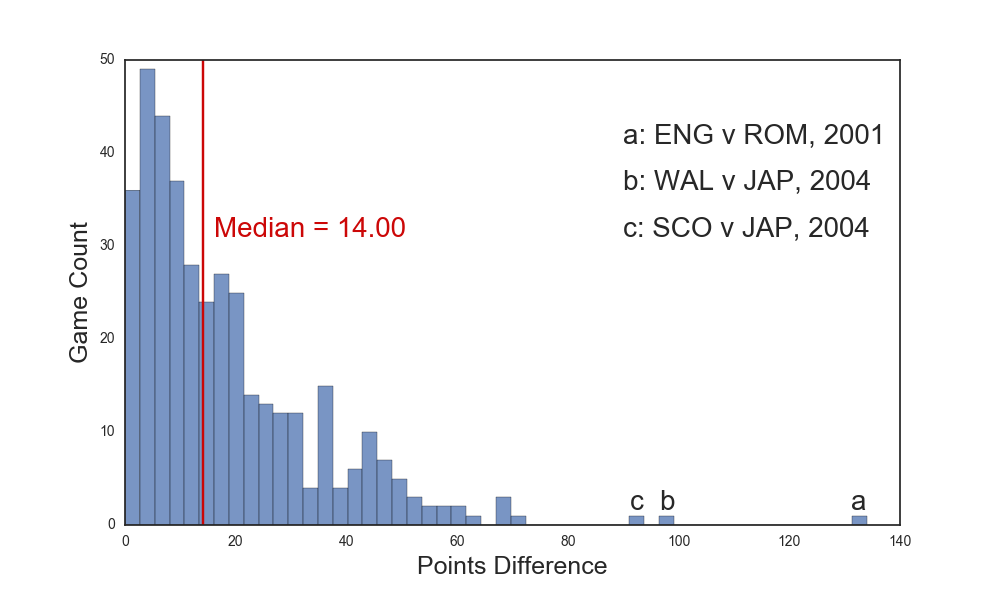 50
40
30
20
10
0
Game Count
a: ENG v ROM, 2001
b: WAL v JAP, 2004
c: SCO v JAP, 2004
Median = 14.00
c b a
0 20 40 60 80 100 120 140
Points Difference